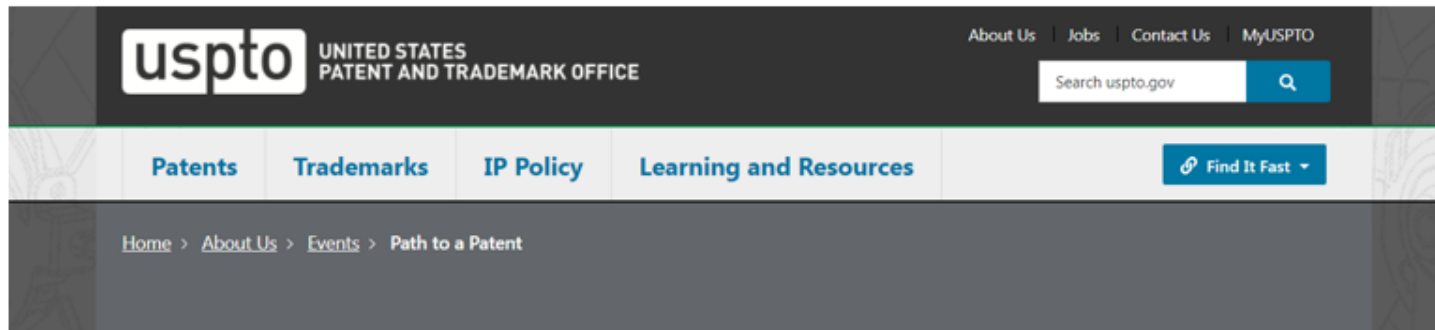 About Us Jobs Contact Us MyUSPTO
uspto UNITED STATES
PATENT AND TRADEMARK OFFICE
Search uspto.gov
Patents Trademarks IP Policy Learning and Resources Find It Fast
Home > About Us > Events > Path to a Patent